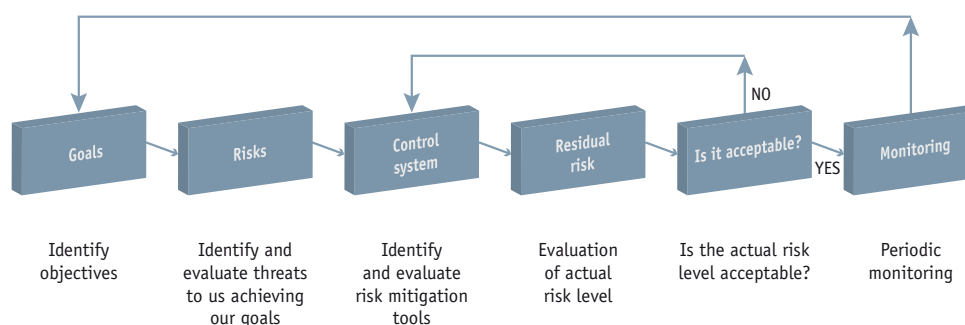 NO
Goals
Risks
Control
system
Residual
risk
Is it acceptable?
YES
Monitoring
Identify
objectives
Identify and
evaluate threats
to us achieving
our goals
Identify
and evaluate
risk mitigation
tools
Evaluation
of actual
risk level
Is the actual risk
level acceptable?
Periodic
monitoring